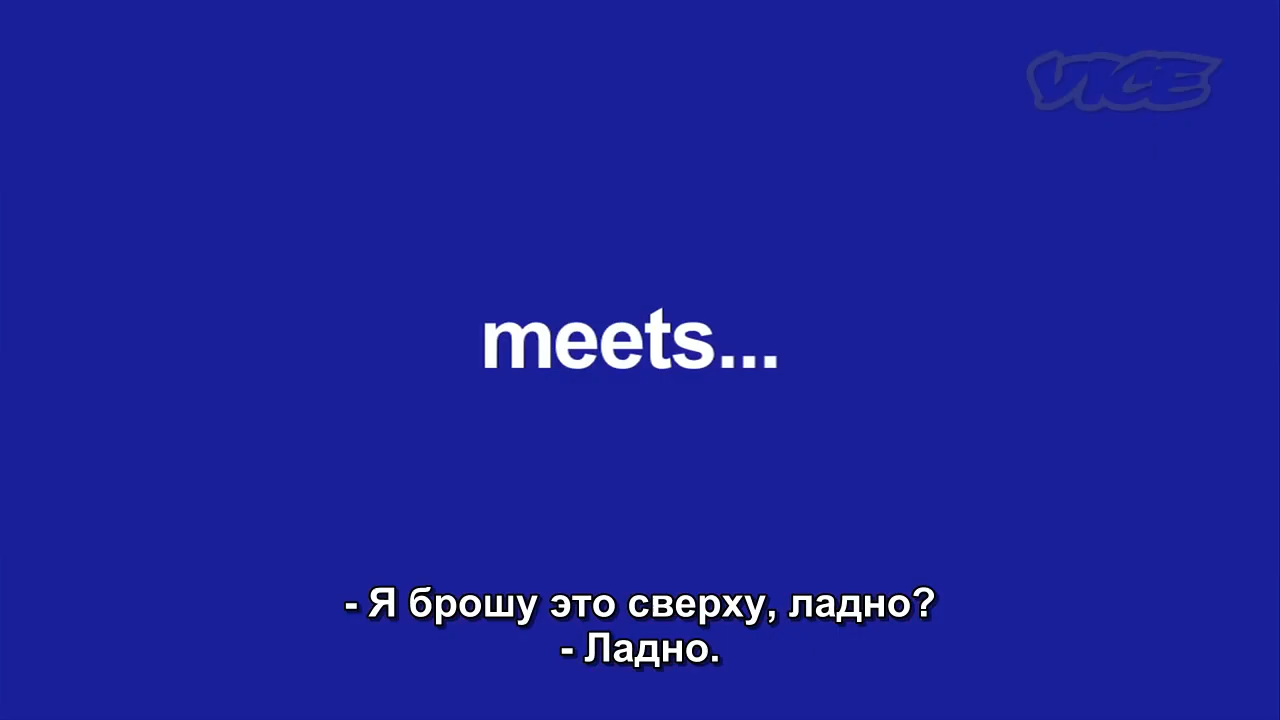 VICE
meets...
- Я брошу это сверху, ладно?
- Ладно.